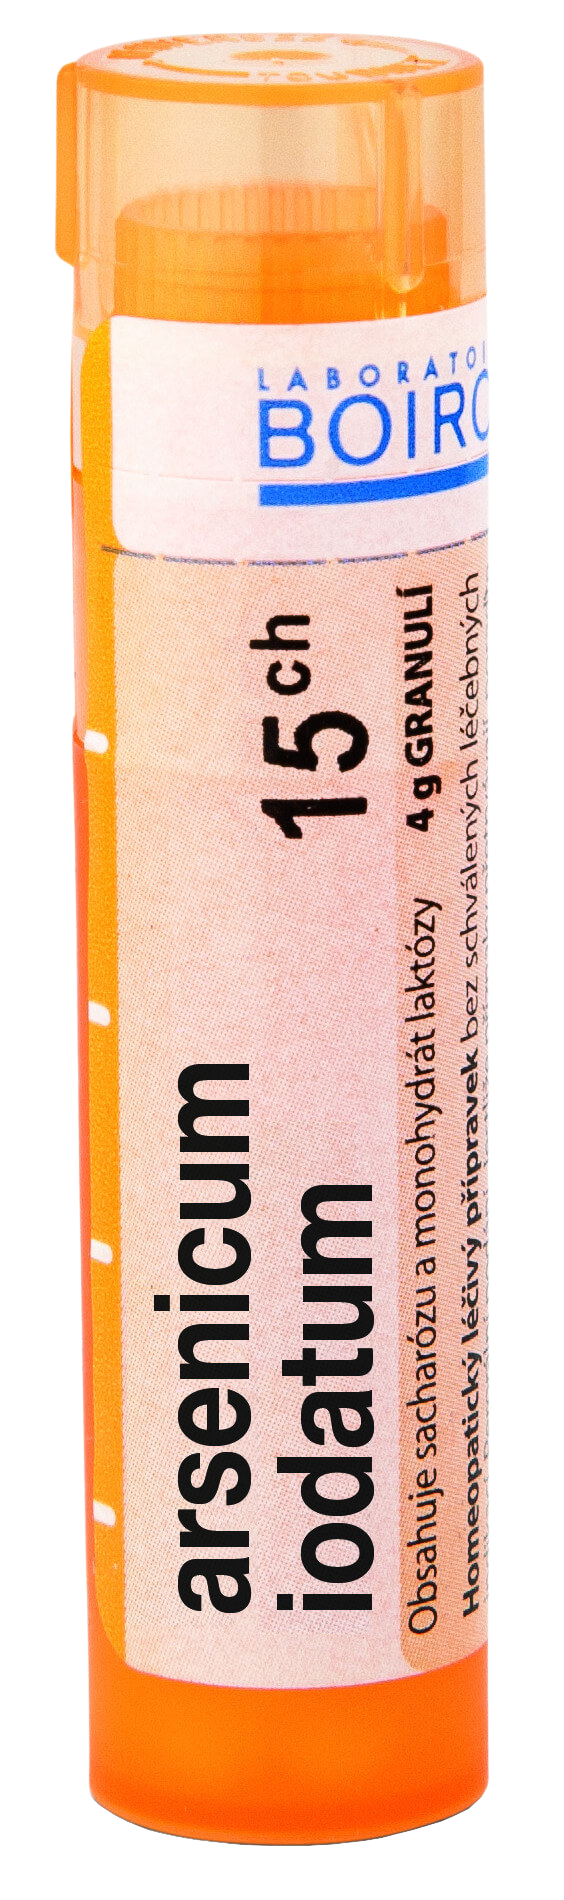 LABORATOI
BOIRO
arsenicum
iodatum
15 ch
Obsahuje sacharózu a monohydrát laktózy 4 g GRANULÍ
Homeopatický léčivý přípravek bez schválených léčebných